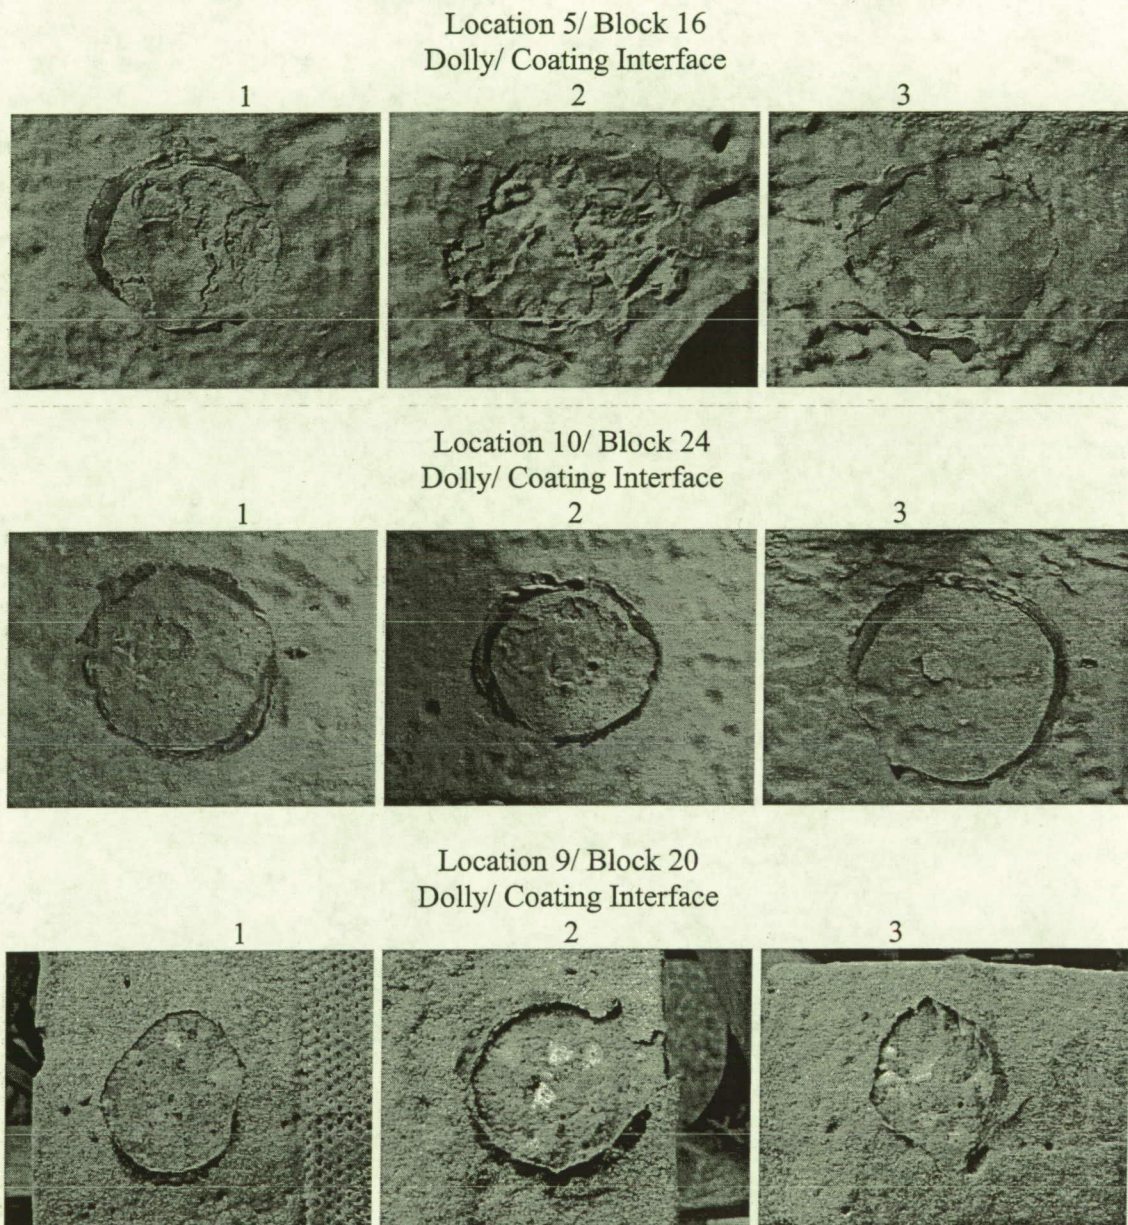 Location 5/ Block 16
Dolly/ Coating Interface
1 2 3
Location 10/ Block 24
Dolly/ Coating Interface
1 2 3
Location 9/ Block 20
Dolly/ Coating Interface
1 2 3